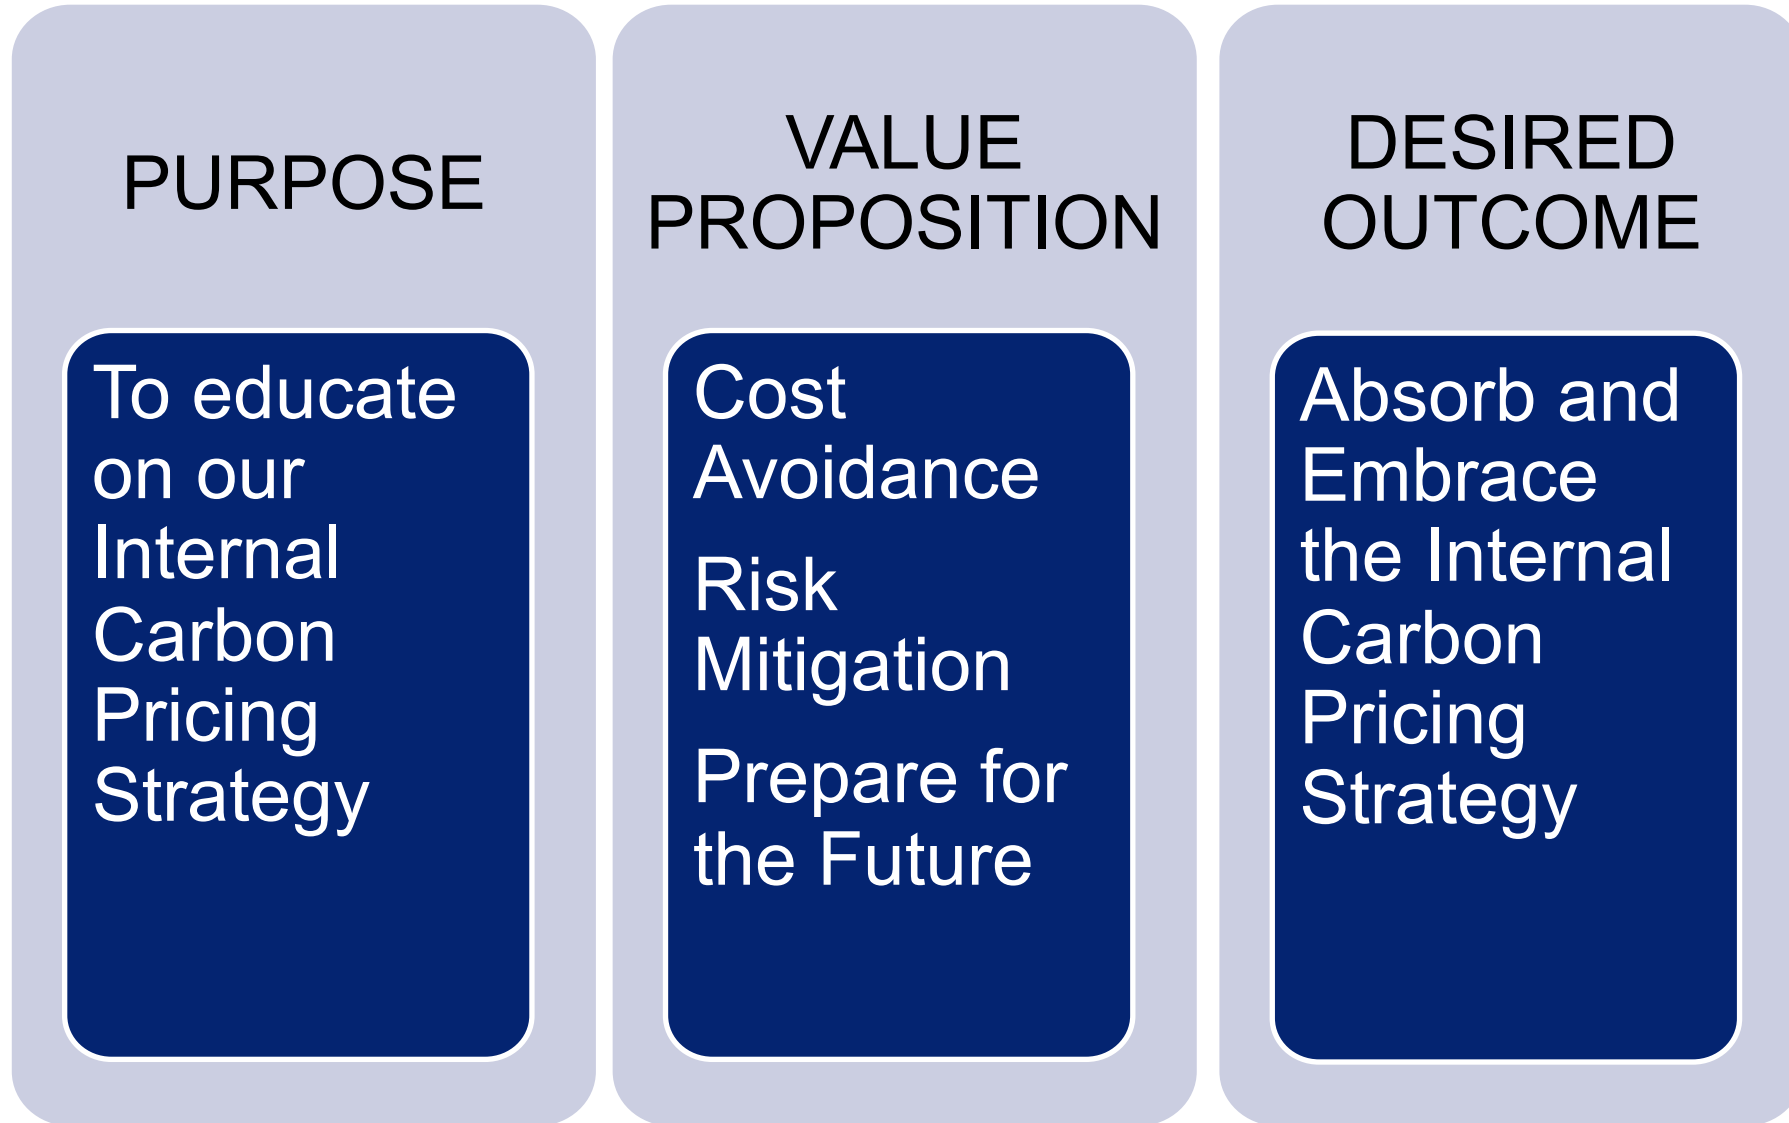 PURPOSE
To educate
on our
Internal
Carbon
Pricing
Strategy
VALUE
PROPOSITION
Cost
Avoidance
Risk
Mitigation
Prepare for
the Future
DESIRED
OUTCOME
Absorb and
Embrace
the Internal
Carbon
Pricing
Strategy